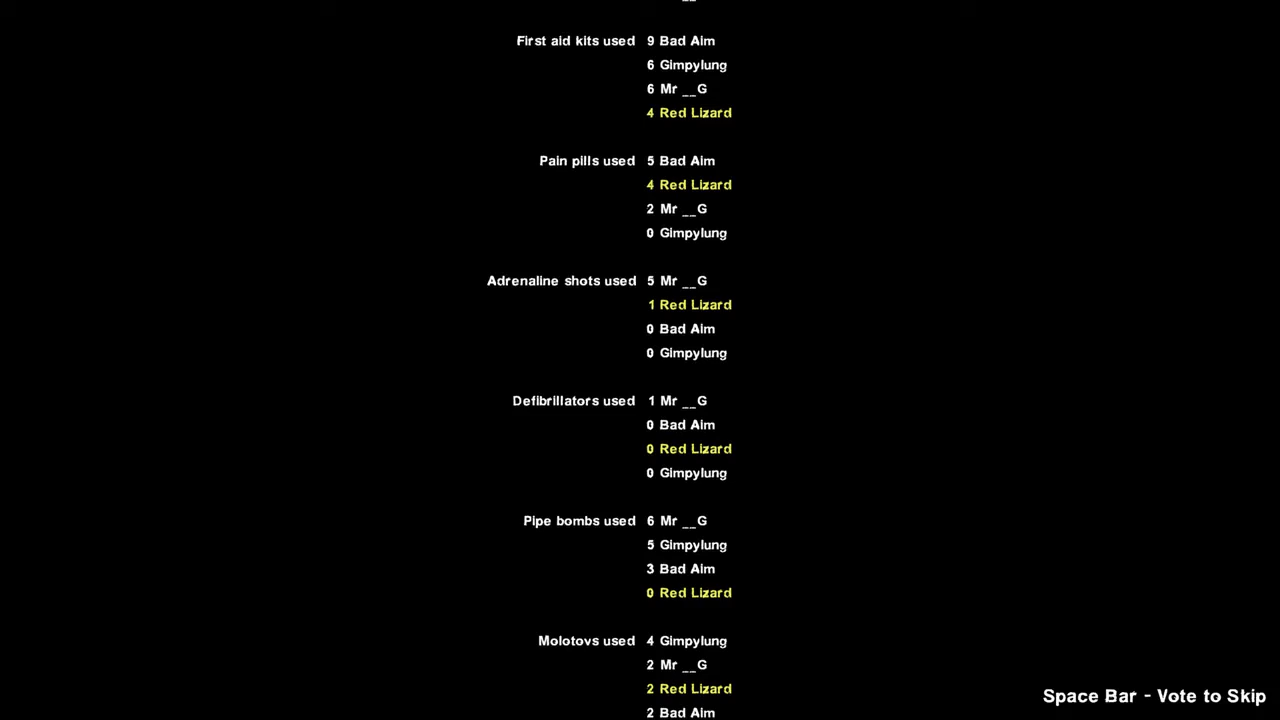 First aid kits used 9 Bad Aim
6 Gimpylung
6 Mr __G
4 Red Lizard
Pain pills used 5 Bad Aim
4 Red Lizard
2 Mr __G
0 Gimpylung
Adrenaline shots used 5 Mr __G
1 Red Lizard
0 Bad Aim
0 Gimpylung
Defibrillators used 1 Mr __G
0 Bad Aim
0 Red Lizard
0 Gimpylung
Pipe bombs used 6 Mr __G
5 Gimpylung
3 Bad Aim
0 Red Lizard
Molotovs used 4 Gimpylung
2 Mr __G
2 Red Lizard
2 Bad Aim
Space Bar - Vote to Skip